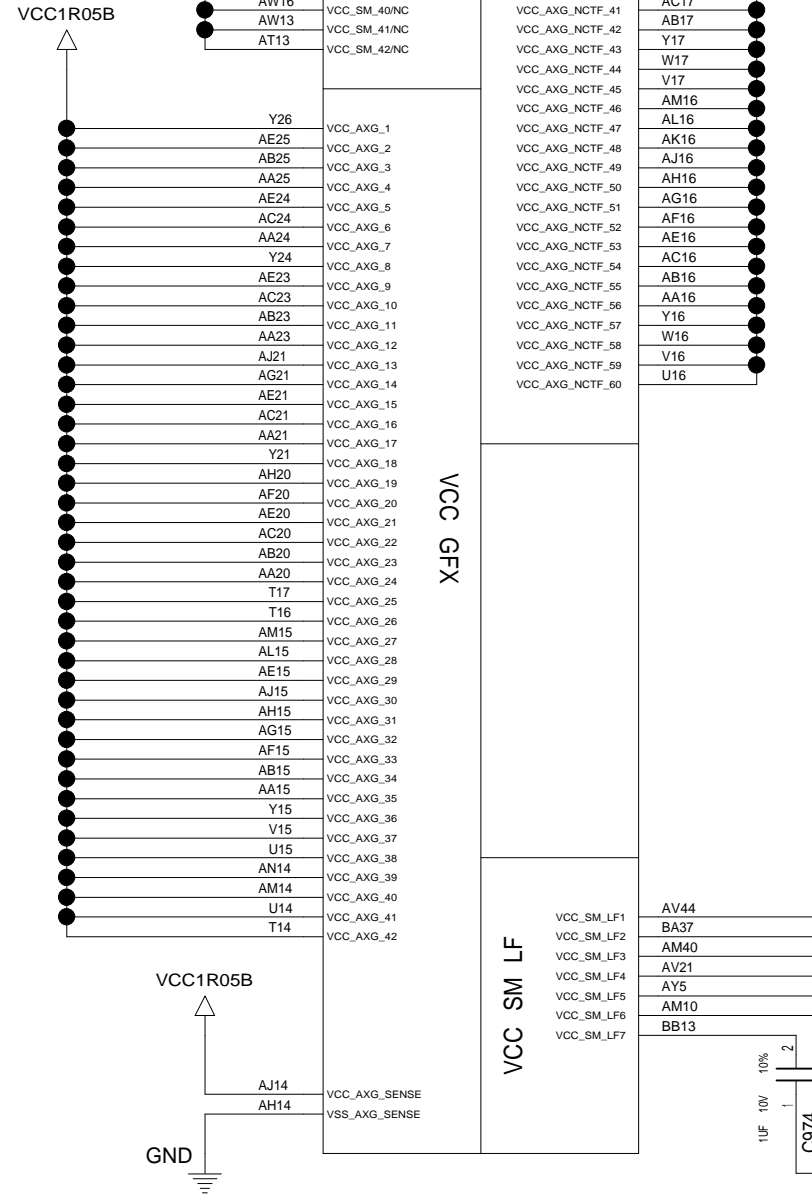 VCC1R05B
AW16 VCC_SM_40/NC
AW13 VCC_SM_41/NC
AT13 VCC_SM_42/NC
Y26 VCC_AXG_1
AE25 VCC_AXG_2
AB25 VCC_AXG_3
AA25 VCC_AXG_4
AE24 VCC_AXG_5
AC24 VCC_AXG_6
AA24 VCC_AXG_7
Y24 VCC_AXG_8
AE23 VCC_AXG_9
AC23 VCC_AXG_10
AB23 VCC_AXG_11
AA23 VCC_AXG_12
AJ21 VCC_AXG_13
AG21 VCC_AXG_14
AE21 VCC_AXG_15
AC21 VCC_AXG_16
AA21 VCC_AXG_17
Y21 VCC_AXG_18
AH20 VCC_AXG_19
AF20 VCC_AXG_20
AE20 VCC_AXG_21
AC20 VCC_AXG_22
AB20 VCC_AXG_23
AA20 VCC_AXG_24
T17 VCC_AXG_25
T16 VCC_AXG_26
AM15 VCC_AXG_27
AL15 VCC_AXG_28
AE15 VCC_AXG_29
AJ15 VCC_AXG_30
AH15 VCC_AXG_31
AG15 VCC_AXG_32
AF15 VCC_AXG_33
AB15 VCC_AXG_34
AA15 VCC_AXG_35
Y15 VCC_AXG_36
V15 VCC_AXG_37
U15 VCC_AXG_38
AN14 VCC_AXG_39
AM14 VCC_AXG_40
U14 VCC_AXG_41
T14 VCC_AXG_42
VCC1R05B
AJ14 VCC_AXG_SENSE
AH14 VSS_AXG_SENSE
GND
VCC GFX
VCC_AXG_NCTF_41 AC17
VCC_AXG_NCTF_42 AB17
VCC_AXG_NCTF_43 Y17
VCC_AXG_NCTF_44 W17
VCC_AXG_NCTF_45 V17
VCC_AXG_NCTF_46 AM16
VCC_AXG_NCTF_47 AL16
VCC_AXG_NCTF_48 AK16
VCC_AXG_NCTF_49 AJ16
VCC_AXG_NCTF_50 AH16
VCC_AXG_NCTF_51 AG16
VCC_AXG_NCTF_52 AF16
VCC_AXG_NCTF_53 AE16
VCC_AXG_NCTF_54 AC16
VCC_AXG_NCTF_55 AB16
VCC_AXG_NCTF_56 AA16
VCC_AXG_NCTF_57 Y16
VCC_AXG_NCTF_58 W16
VCC_AXG_NCTF_59 V16
VCC_AXG_NCTF_60 U16
VCC SM LF
VCC_SM_LF1 AV44
VCC_SM_LF2 BA37
VCC_SM_LF3 AM40
VCC_SM_LF4 AV21
VCC_SM_LF5 AY5
VCC_SM_LF6 AM10
VCC_SM_LF7 BB13
1UF 10V 10%
1 2
C974